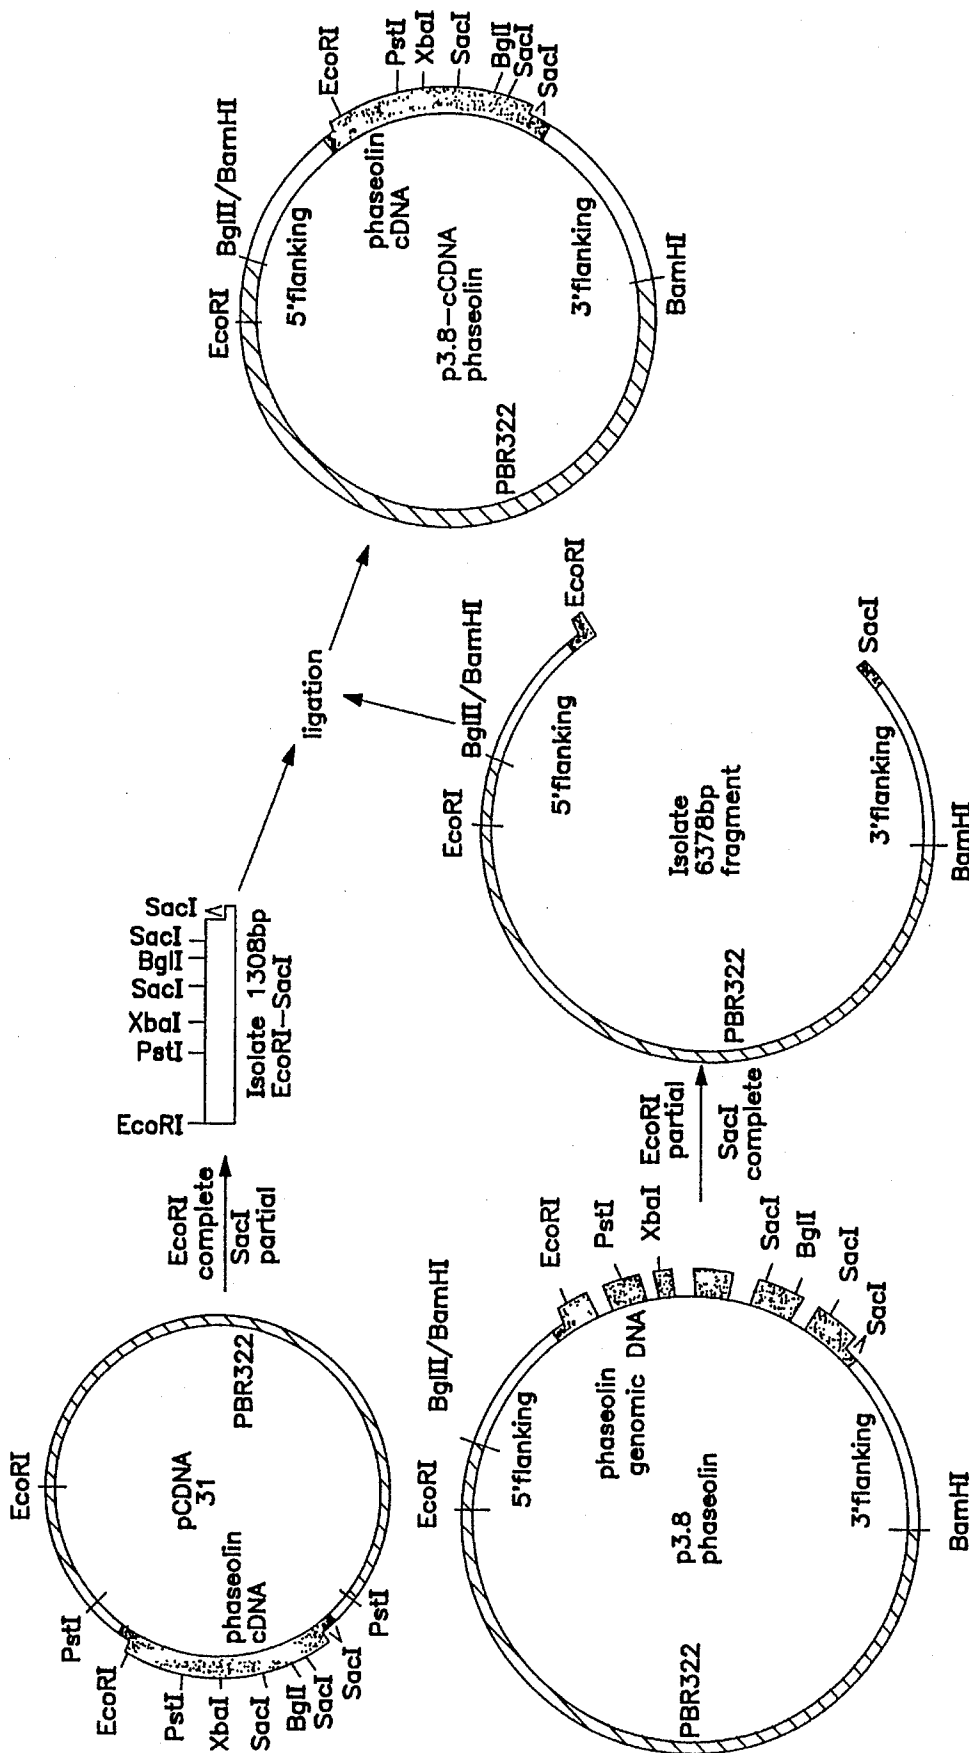 EcoRI
PstI
pCDNA
31
PBR322
phaseolin
cDNA
EcoRI
PstI
XbaI
SacI
BglI
SacI
SacI
PstI
EcoRI
complete
SacI
partial
EcoRI
PstI
XbaI
SacI
BglI
SacI
SacI
Isolate 1308bp
EcoRI-SacI
ligation
EcoRI
BglII/BamHI
5'flanking
EcoRI
PstI
XbaI
SacI
BglI
SacI
SacI
phaseolin
cDNA
p3.8-cCDNA
phaseolin
PBR322
3'flanking
BamHI
EcoRI
BglII/BamHI
5'flanking
EcoRI
PstI
XbaI
SacI
BglI
SacI
SacI
phaseolin
genomic DNA
p3.8
phaseolin
PBR322
3'flanking
BamHI
EcoRI
partial
SacI
complete
EcoRI
BglII/BamHI
5'flanking
EcoRI
Isolate
6378bp
fragment
PBR322
SacI
3'flanking
BamHI